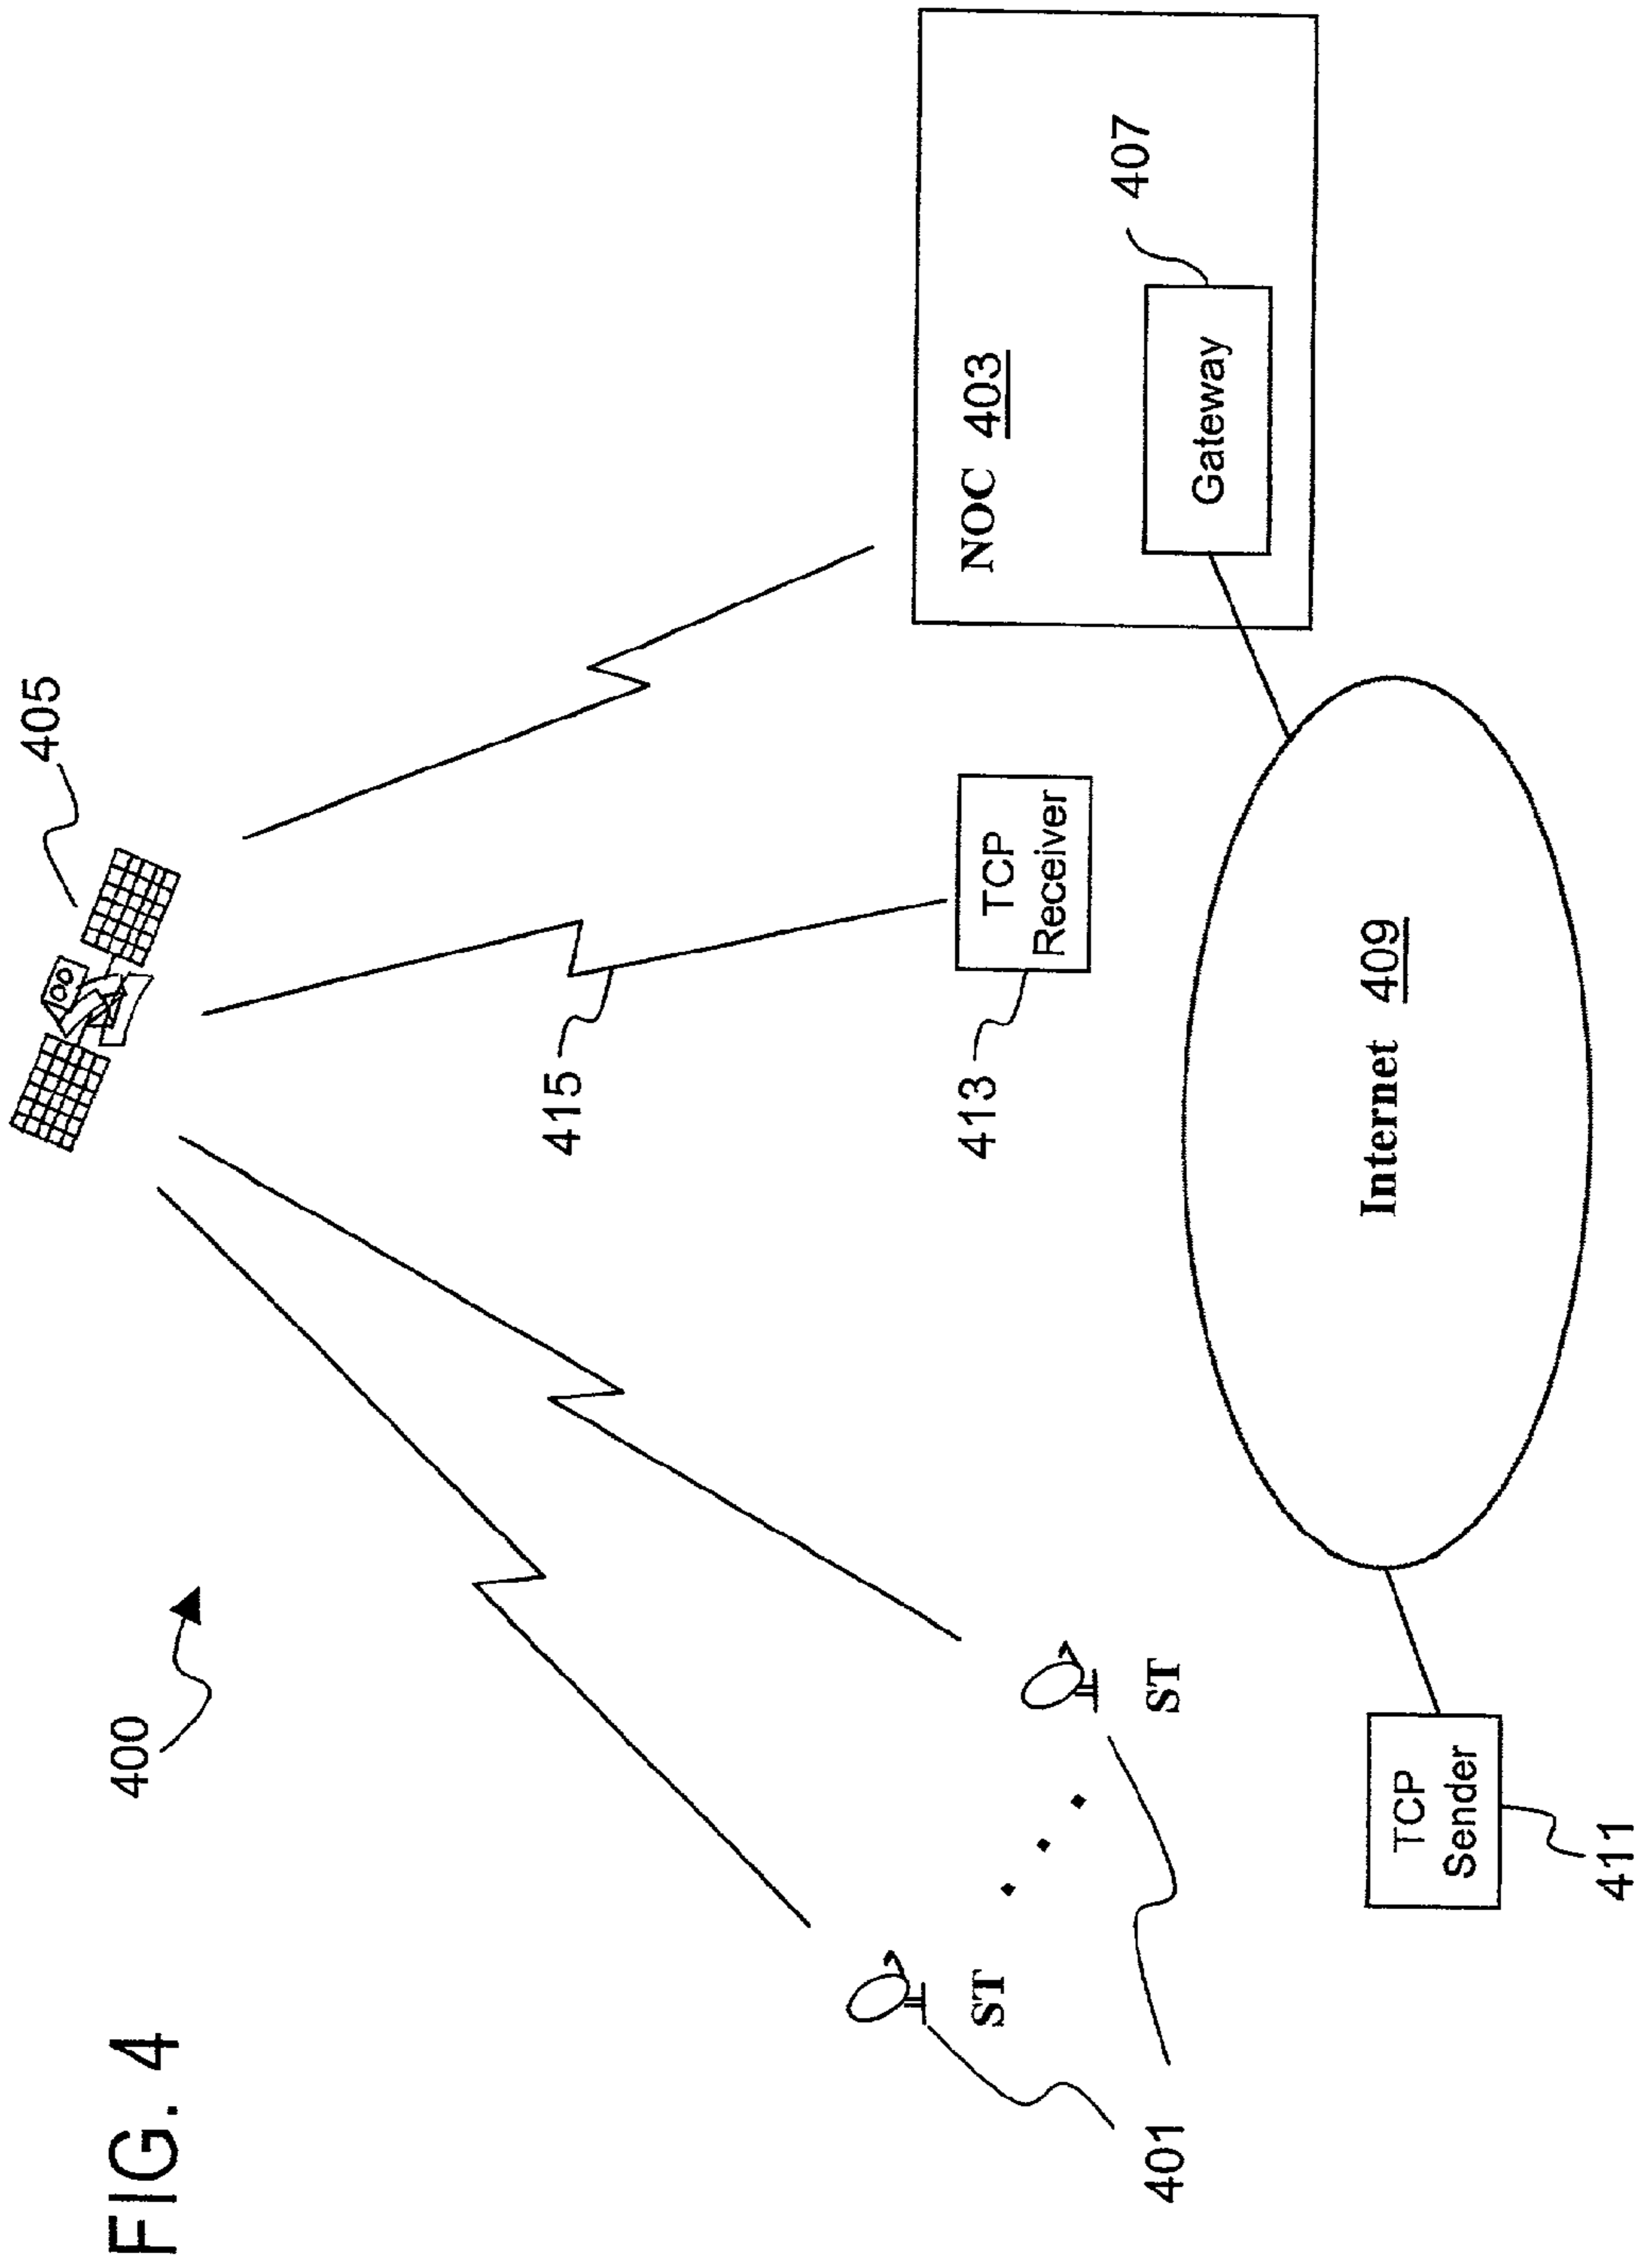 FIG. 4
400
405
415
NOC 403
407
Gateway
413
TCP
Receiver
ST
ST
401
Internet 409
TCP
Sender
411